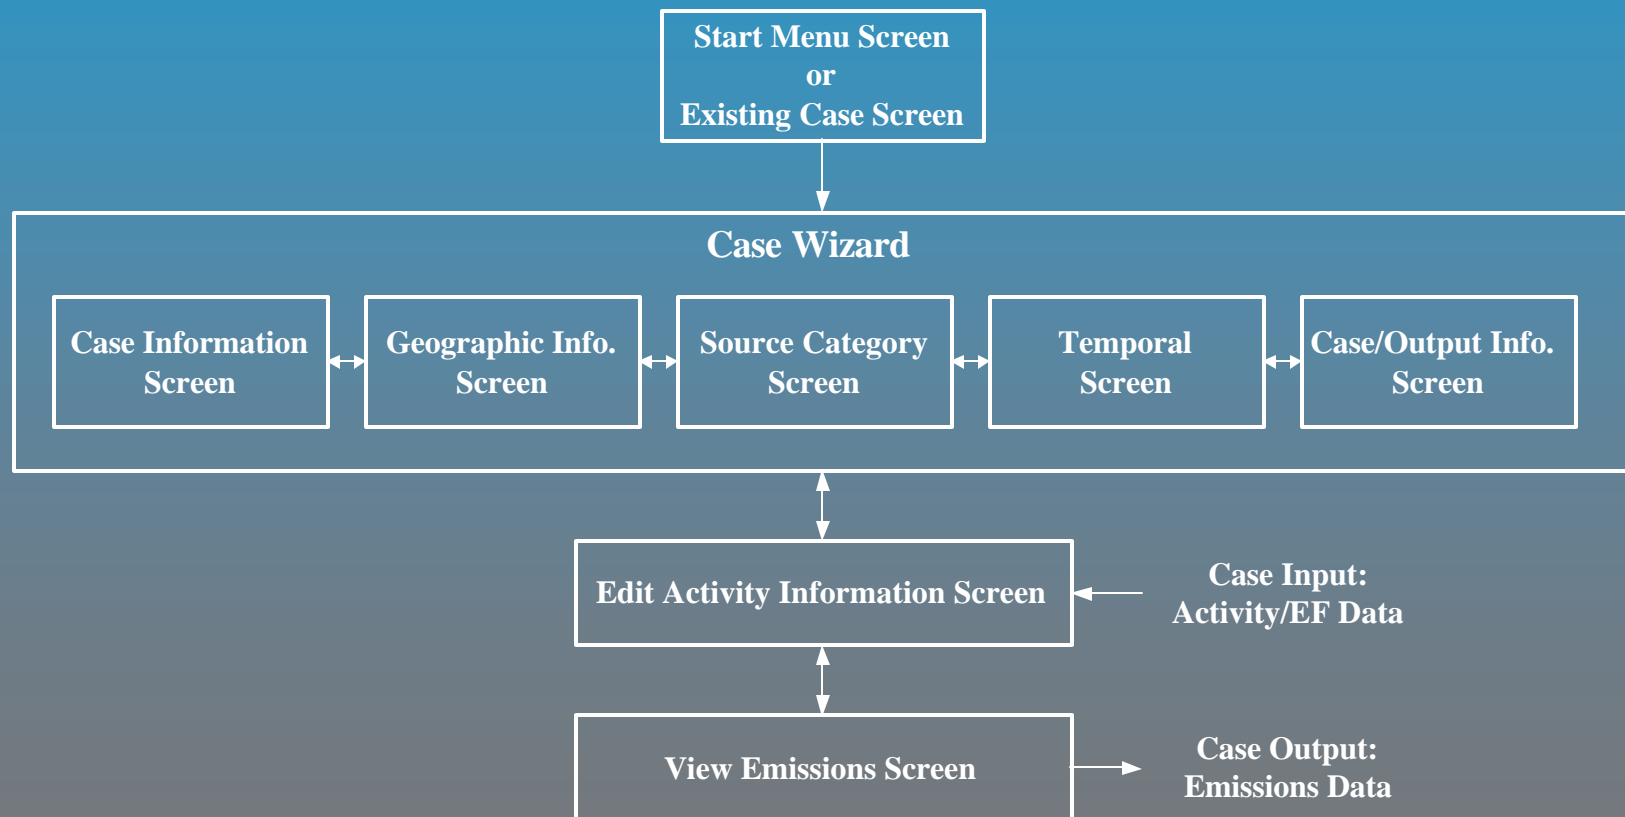 Start Menu Screen
or
Existing Case Screen
Case Wizard
Case Information
Screen
Geographic Info.
Screen
Source Category
Screen
Temporal
Screen
Case/Output Info.
Screen
Edit Activity Information Screen
Case Input:
Activity/EF Data
View Emissions Screen
Case Output:
Emissions Data